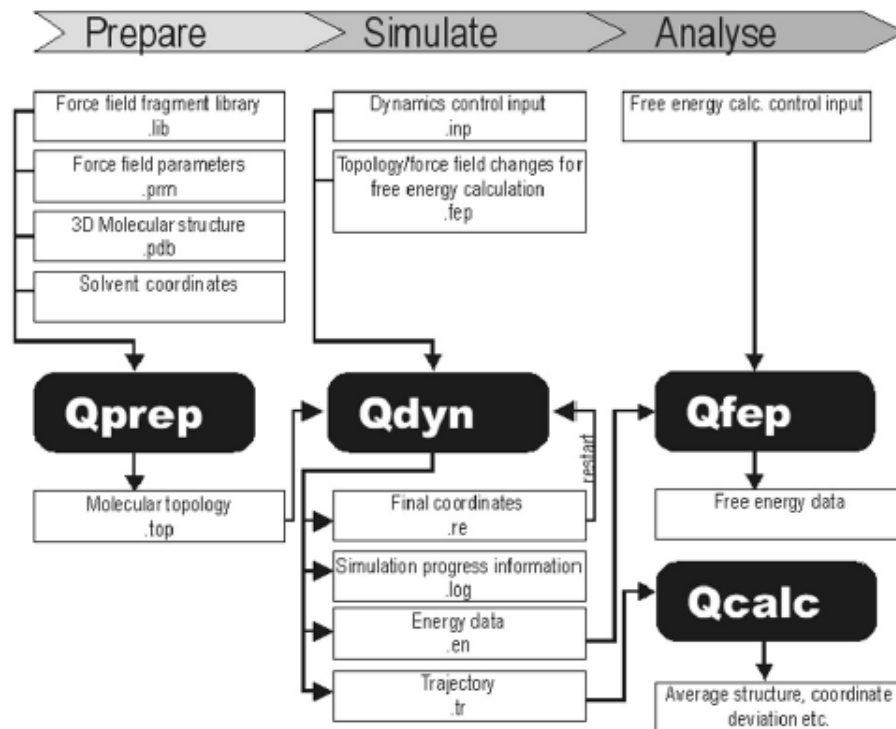 Prepare
Simulate
Analyse
Force field fragment library
.lib
Force field parameters
.prm
3D Molecular structure
.pdb
Solvent coordinates
Dynamics control input
.inp
Topology/force field changes for
free energy calculation
.fep
Free energy calc. control input
Qprep
Qdyn
Qfep
restart
Molecular topology
.top
Final coordinates
.re
Simulation progress information
.log
Energy data
.en
Trajectory
.tr
Free energy data
Qcalc
Average structure, coordinate
deviation etc.